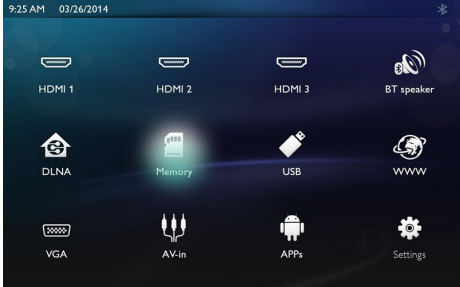 9:25 AM 03/26/2014
HDMI 1 HDMI 2 HDMI 3 BT speaker
DLNA Memory USB WWW
VGA AV-in APPs Settings